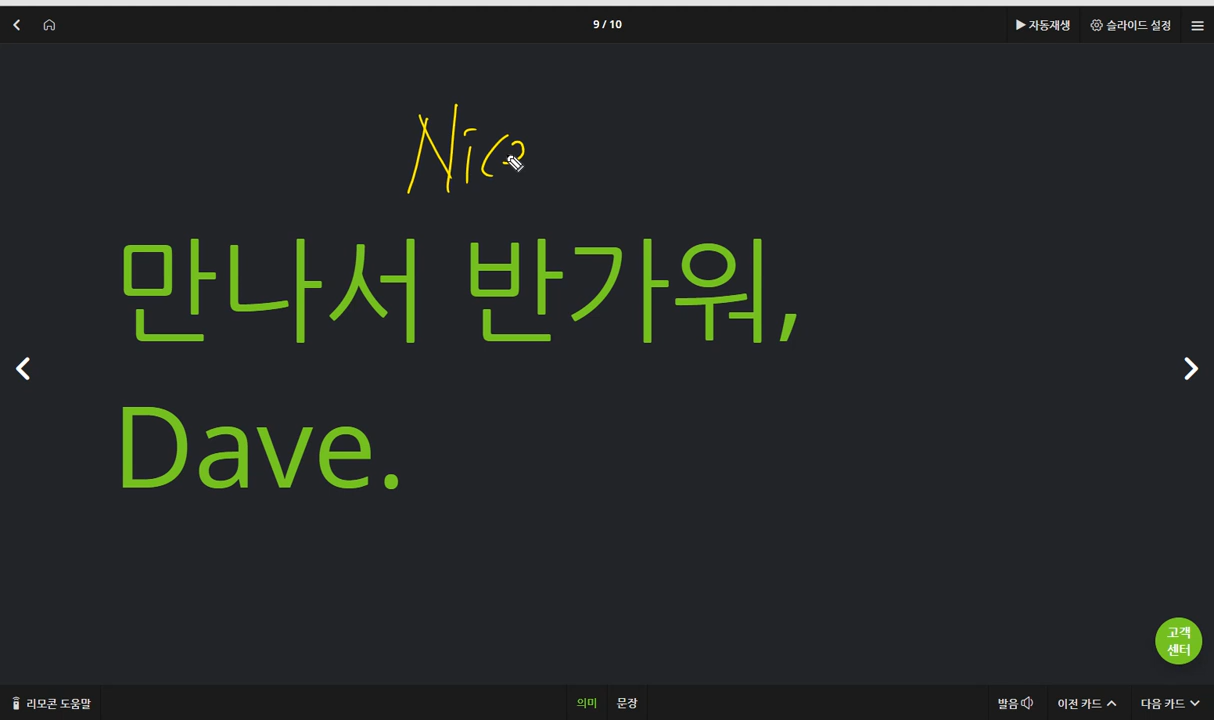 9 / 10
자동재생
슬라이드 설정
Nice
만나서 반가워,
Dave.
고객
센터
리모콘 도움말
의미
문장
발음
이전 카드
다음 카드